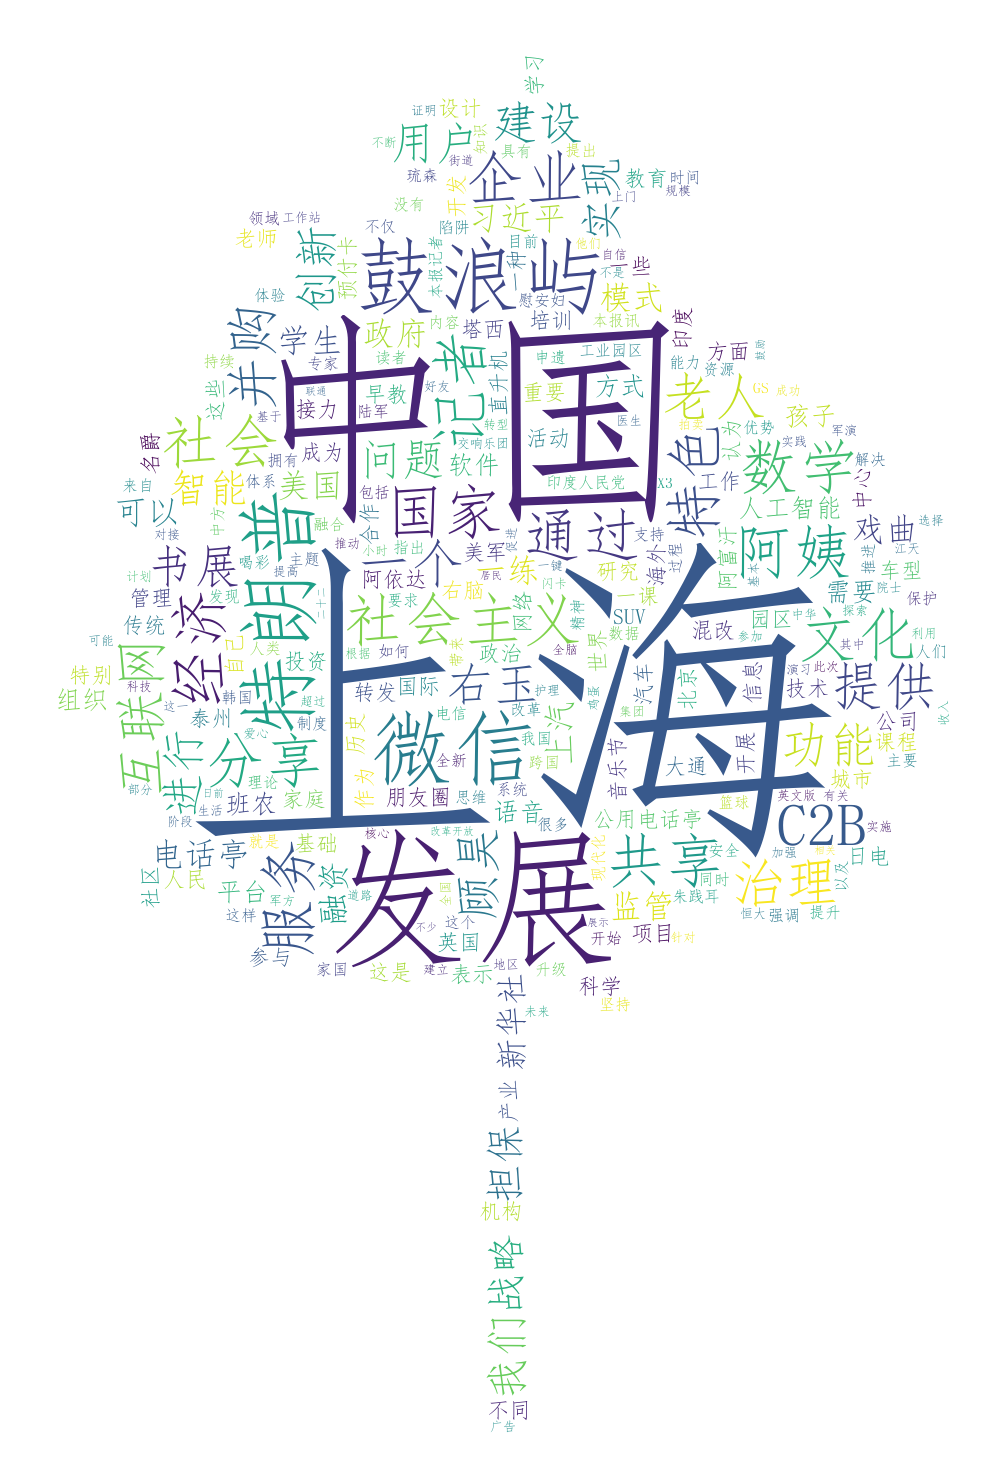 学习
证明
设计
建设
不断
用户
知识
具有
提出
街道
企业
实现
教育
时间
琉森
开发
上门
规模
没有
领域
工作站
不仅
陷阱
习近平
老师
创新
预付卡
本报记者
目前
他们
一种
自信
一些
不是
鼓浪屿
体验
慰安妇
模式
并购
学生
政府
内容
塔西
培训
本报讯
印度
持续
专家
读者
记者
直升机
申遗
工业园区
方面
能力
资源
鼓励
中国
这些
联通
早教
好友
重要
方式
老人
GS
成功
名爵
基于
接力
陆军
转型
活动
医生
特色
认为
优势
孩子
社会
成为
问题
软件
交响乐团
实践
军演
拥有
数学
解决
来自
智能
体系
美国
包括
国家
印度人民党
X3
工作
人工智能
中心
可以
中方
融合
合作
通过
支持
海外
过程
戏曲
选择
对接
书展
特朗普
喝彩
主题
推动
小时
指出
一个
美军
促进
阿富汗
阿姨
推进
江天
计划
发现
提高
阿依达
右脑
居民
一练
一键
闪卡
研究
基本
院士
车型
管理
经济
二十二
要求
社会主义
网络
精神
一课
园区
中华
需要
保护
传统
自己
人类
SUV
数据
混改
参加
文化
探索
利用
可能
互联网
投资
根据
如何
带来
政治
全脑
世界
上海
其中
人们
特别
科技
韩国
超过
转发
国际
右玉
护理
北京
汽车
信息
演习
此次
组织
这一
泰州
制度
电信
改革
离家
集团
技术
提供
收入
爱心
历史
微信
我国
上汽
音乐节
开展
公司
进行
分享
全新
跨国
大通
功能
课程
主要
部分
日前
理论
作为
朋友圈
思维
系统
城市
生活
班农
家庭
语音
篮球
英文版
有关
阶段
核心
改革开放
很多
公用电话亭
C2B
实施
电话亭
就是
基础
发展
顾昊
现代化
共享
安全
加强
相关
以及
日电
社区
人民
平台
军方
融资
道路
全国
监管
朱践耳
同时
治理
服务
这样
不少
这个
展示
恒大
强调
提升
参与
英国
开始
项目
针对
家国
这是
建立
表示
地区
升级
科学
坚持
未来
新华社
产业
担保
机构
战略
我们
不同
广告